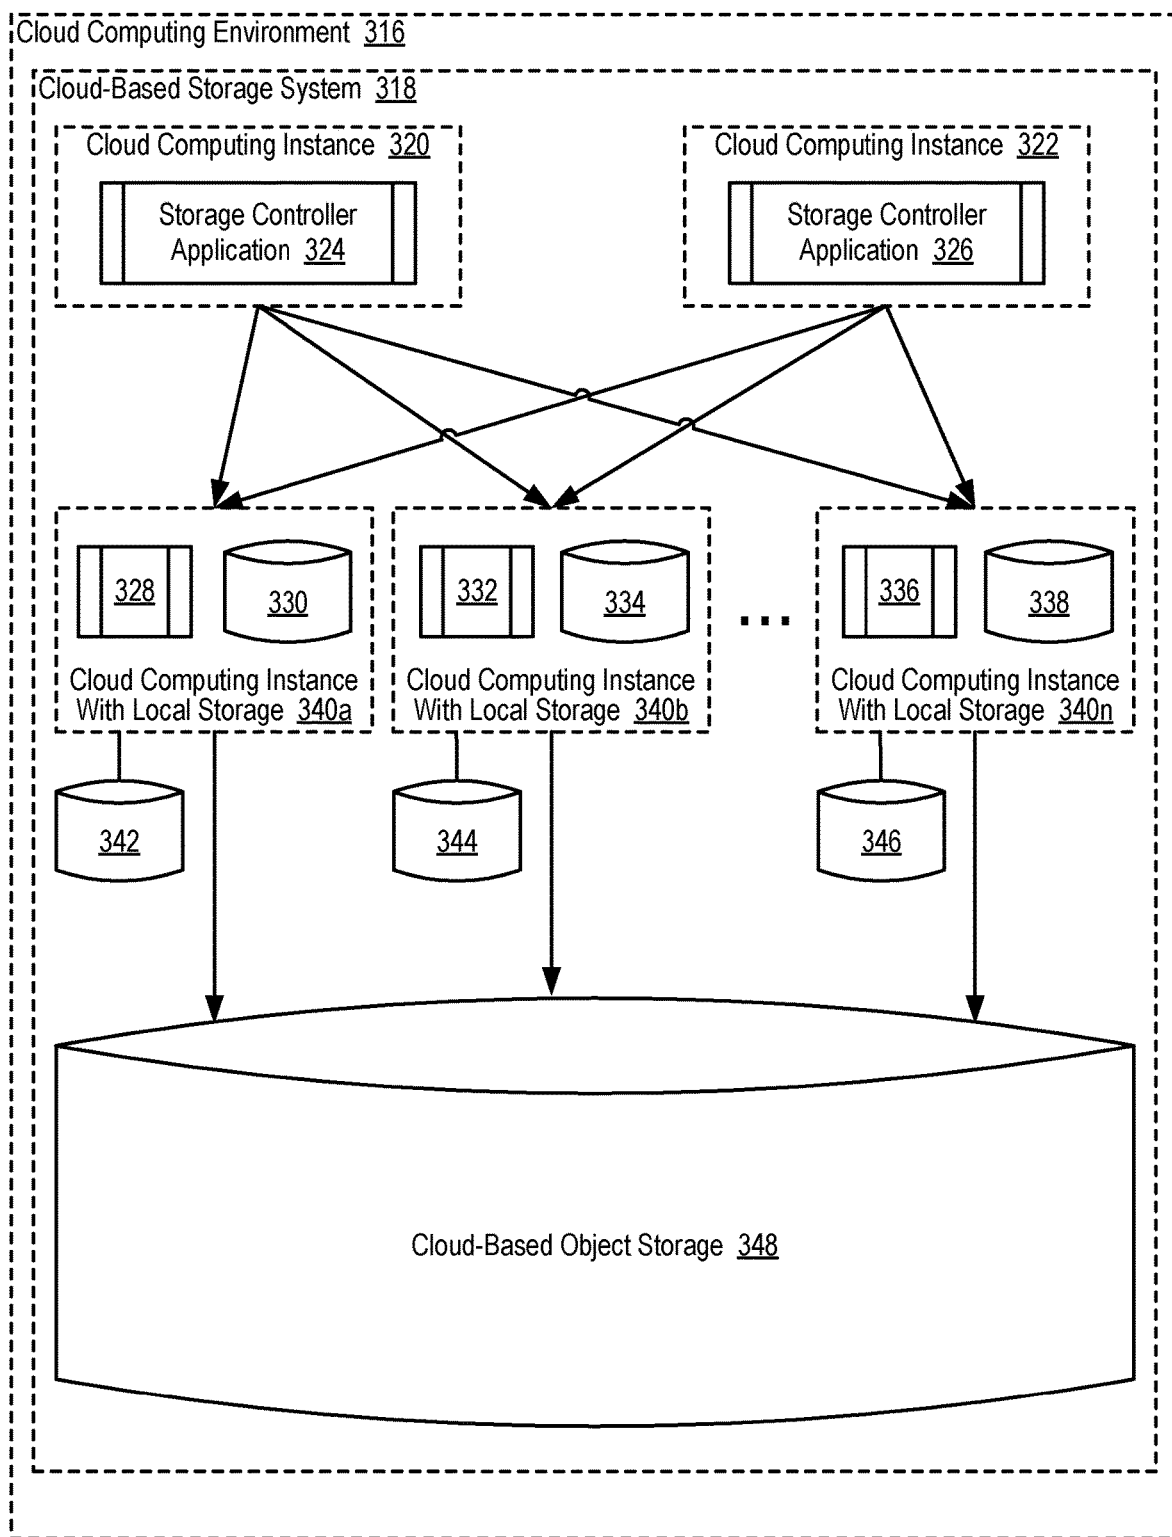 Cloud Computing Environment 316
Cloud-Based Storage System 318
Cloud Computing Instance 320
Storage Controller
Application 324
Cloud Computing Instance 322
Storage Controller
Application 326
328
330
Cloud Computing Instance
With Local Storage 340a
332
334
Cloud Computing Instance
With Local Storage 340b
...
336
338
Cloud Computing Instance
With Local Storage 340n
342
344
346
Cloud-Based Object Storage 348